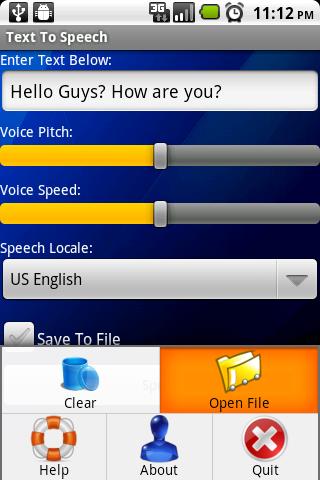 3G
11:12 PM
Text To Speech
Enter Text Below:
Hello Guys? How are you?
Voice Pitch:
Voice Speed:
Speech Locale:
US English
Save To File
Clear
Open File
Help
About
Quit